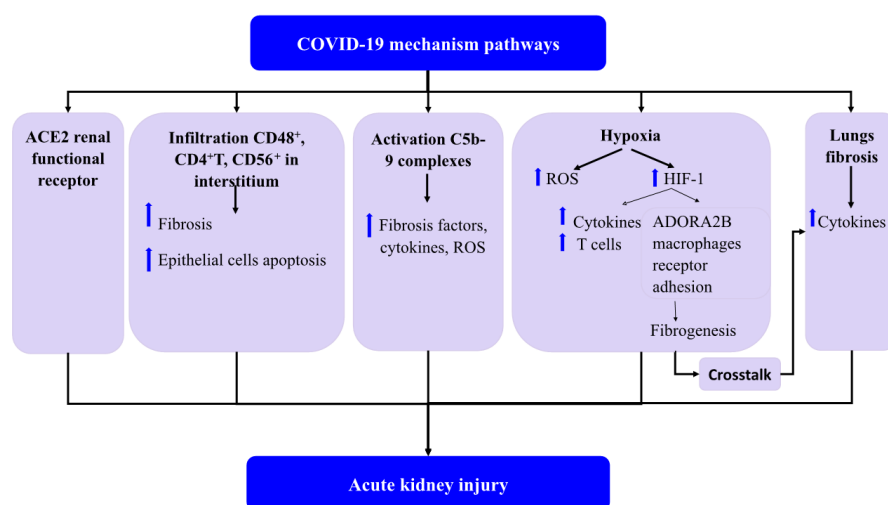 COVID-19 mechanism pathways
ACE2 renal
functional
receptor
Infiltration CD48⁺,
CD4⁺T, CD56⁺ in
interstitium
Fibrosis
Epithelial cells apoptosis
Activation C5b-
9 complexes
Fibrosis factors,
cytokines, ROS
Hypoxia
ROS
HIF-1
Cytokines
T cells
ADORA2B
macrophages
receptor
adhesion
Fibrogenesis
Crosstalk
Lungs
fibrosis
Cytokines
Acute kidney injury